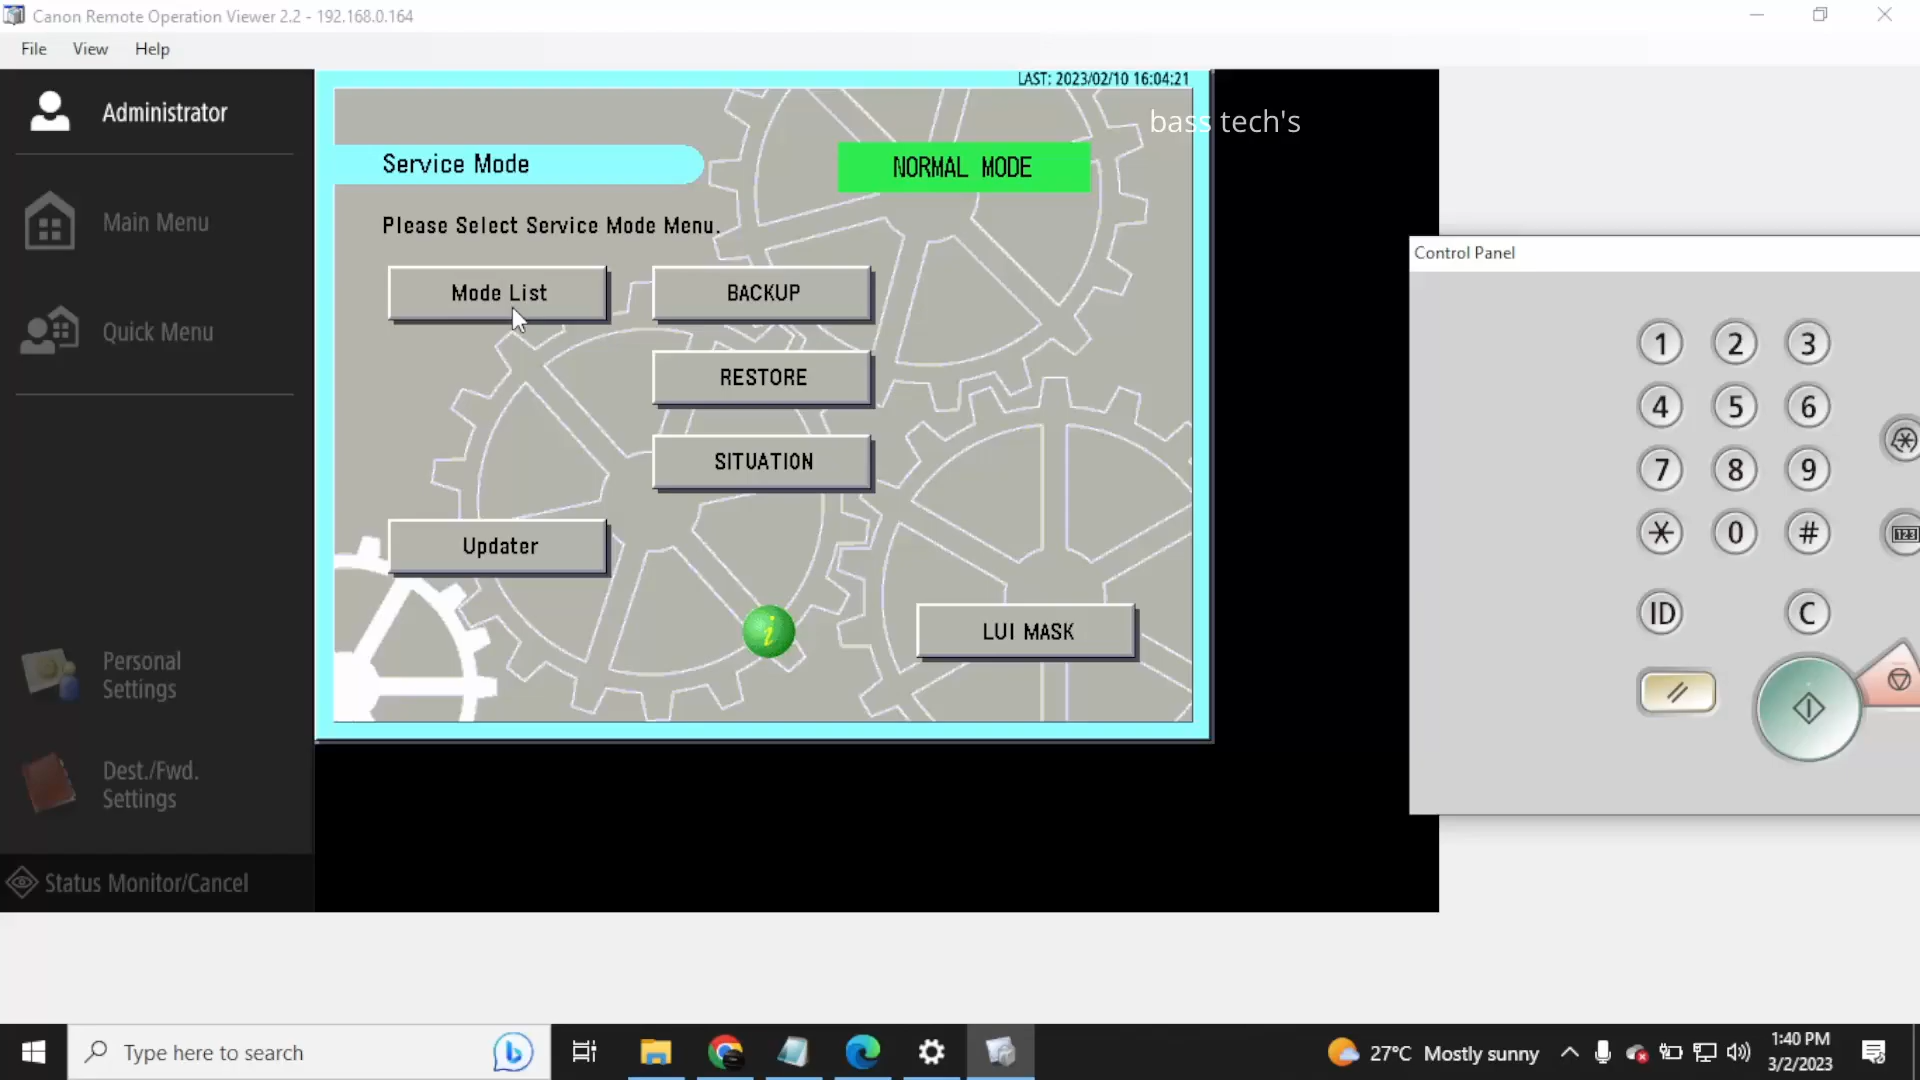 Canon Remote Operation Viewer 2.2 - 192.168.0.164
File View Help
LAST: 2023/02/10 16:04:21
Administrator
bass tech's
Service Mode
NORMAL MODE
Main Menu
Please Select Service Mode Menu.
Control Panel
Mode List
BACKUP
Quick Menu
RESTORE
SITUATION
Updater
LUI MASK
i
1 2 3
4 5 6
7 8 9
* 0 #
123
ID C
Personal
Settings
Dest./Fwd.
Settings
Status Monitor/Cancel
Type here to search
27°C Mostly sunny
1:40 PM
3/2/2023